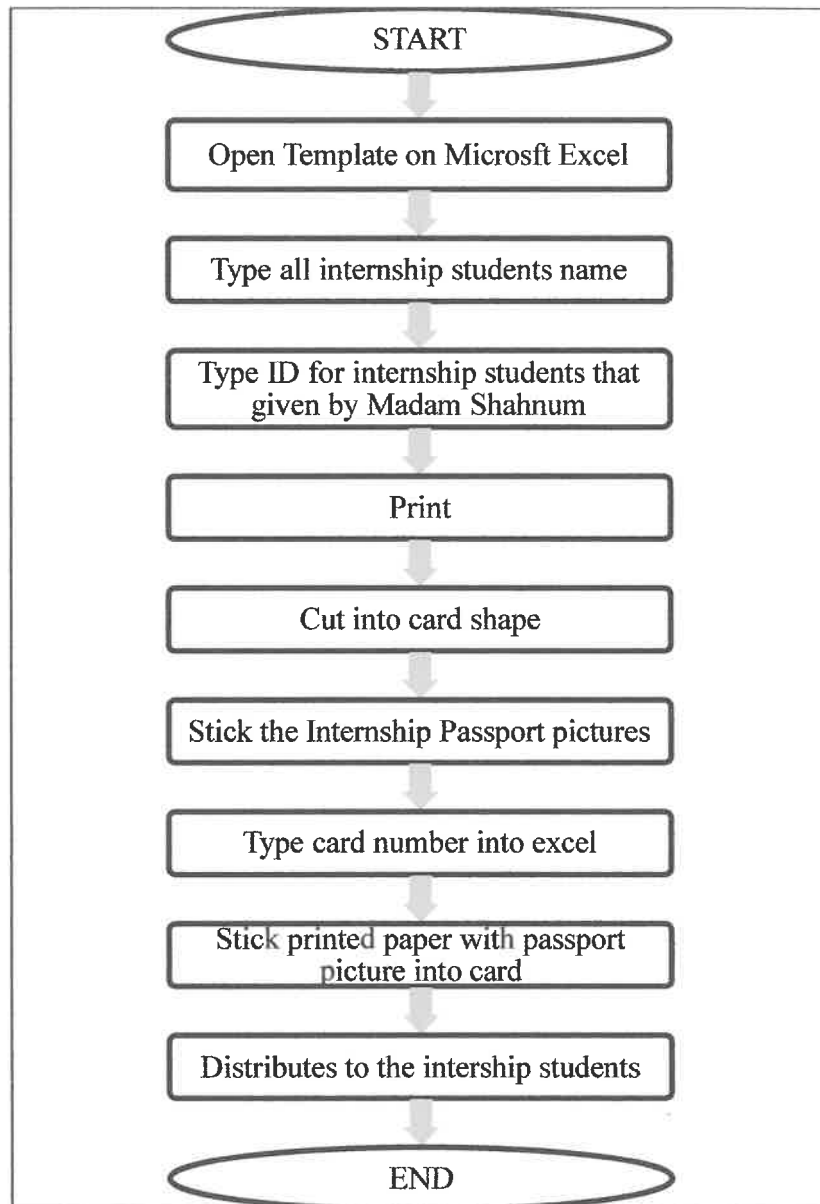 START
Open Template on Microsft Excel
Type all internship students name
Type ID for internship students that
given by Madam Shahnum
Print
Cut into card shape
Stick the Internship Passport pictures
Type card number into excel
Stick printed paper with passport
picture into card
Distributes to the intership students
END